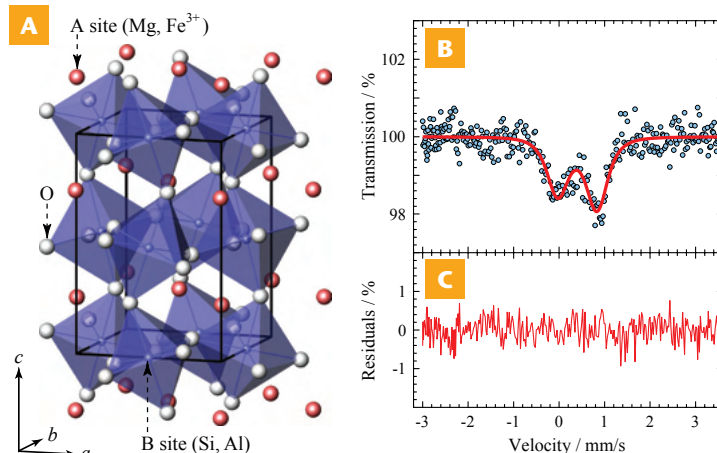 A
A site (Mg, Fe3+)
O
c
b
a
B site (Si, Al)
B
Transmission / %
102
100
98
C
Residuals / %
1
0
-1
-3
-2
-1
0
1
2
3
Velocity / mm/s